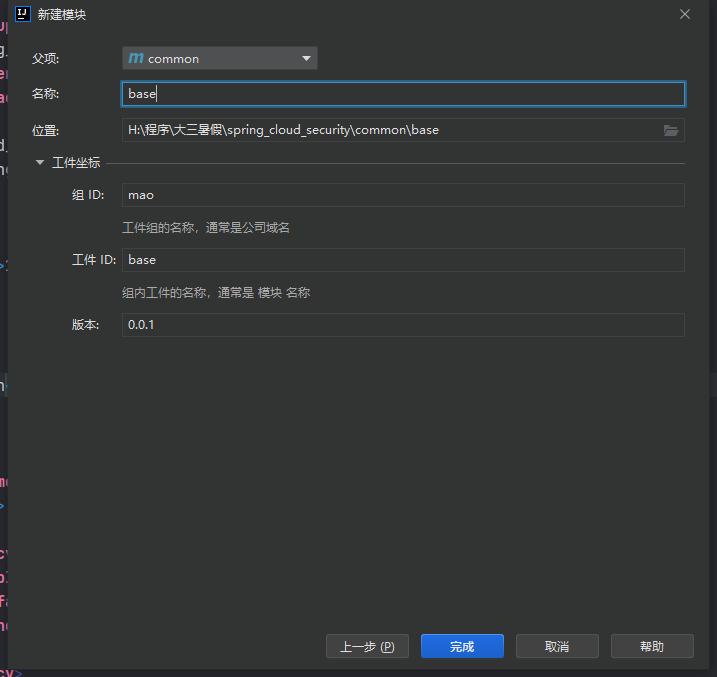 新建模块
父项:
common
名称:
base
位置:
H:\程序\大三暑假\spring_cloud_security\common\base
工件坐标
组 ID:
mao
工件组的名称，通常是公司域名
工件 ID:
base
组内工件的名称，通常是 模块 名称
版本:
0.0.1
上一步 (P)
完成
取消
帮助